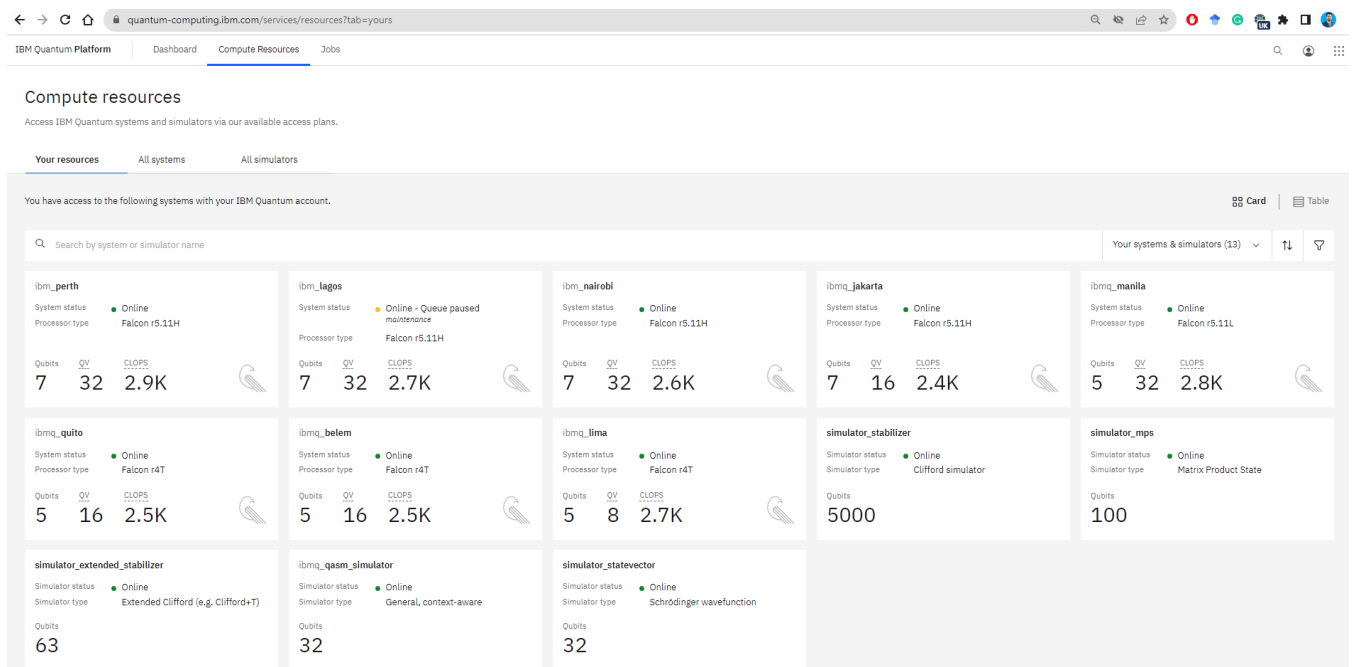 quantum-computing.ibm.com/services/resources?tab=yours
UK
IBM Quantum Platform Dashboard Compute Resources Jobs
Compute resources
Access IBM Quantum systems and simulators via our available access plans.
Your resources All systems All simulators
You have access to the following systems with your IBM Quantum account.
Card Table
Search by system or simulator name
Your systems & simulators (13)
ibm_perth
System status Online
Processor type Falcon r5.11H
Qubits QV CLOPS
7 32 2.9K
ibm_lagos
System status Online - Queue paused
maintenance
Processor type Falcon r5.11H
Qubits QV CLOPS
7 32 2.7K
ibm_nairobi
System status Online
Processor type Falcon r5.11H
Qubits QV CLOPS
7 32 2.6K
ibmq_jakarta
System status Online
Processor type Falcon r5.11H
Qubits QV CLOPS
7 16 2.4K
ibmq_manila
System status Online
Processor type Falcon r5.11L
Qubits QV CLOPS
5 32 2.8K
ibmq_quito
System status Online
Processor type Falcon r4T
Qubits QV CLOPS
5 16 2.5K
ibmq_belem
System status Online
Processor type Falcon r4T
Qubits QV CLOPS
5 16 2.5K
ibmq_lima
System status Online
Processor type Falcon r4T
Qubits QV CLOPS
5 8 2.7K
simulator_stabilizer
Simulator status Online
Simulator type Clifford simulator
Qubits
5000
simulator_mps
Simulator status Online
Simulator type Matrix Product State
Qubits
100
simulator_extended_stabilizer
Simulator status Online
Simulator type Extended Clifford (e.g. Clifford+T)
Qubits
63
ibmq_qasm_simulator
Simulator status Online
Simulator type General, context-aware
Qubits
32
simulator_statevector
Simulator status Online
Simulator type Schrödinger wavefunction
Qubits
32